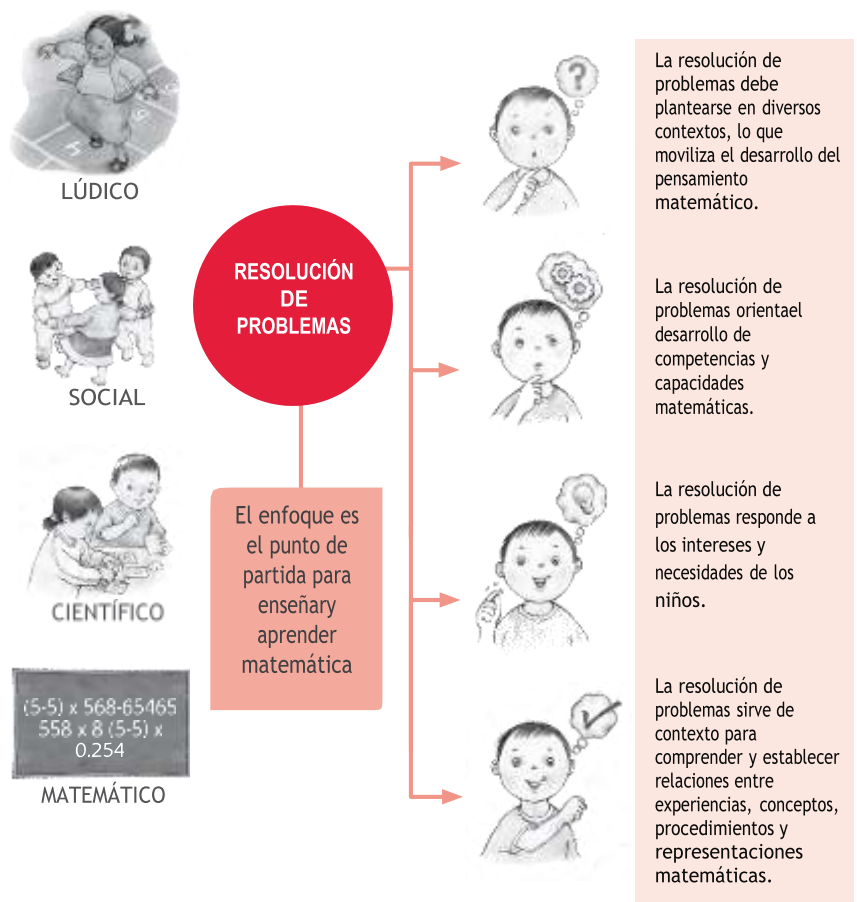 LÚDICO
SOCIAL
CIENTÍFICO
(5-5) x 568-65465
558 x 8 (5-5) x
0.254
MATEMÁTICO
RESOLUCIÓN
DE
PROBLEMAS
El enfoque es
el punto de
partida para
enseñary
aprender
matemática
?
La resolución de
problemas debe
plantearse en diversos
contextos, lo que
moviliza el desarrollo del
pensamiento
matemático.
La resolución de
problemas orientael
desarrollo de
competencias y
capacidades
matemáticas.
La resolución de
problemas responde a
los intereses y
necesidades de los
niños.
La resolución de
problemas sirve de
contexto para
comprender y establecer
relaciones entre
experiencias, conceptos,
procedimientos y
representaciones
matemáticas.